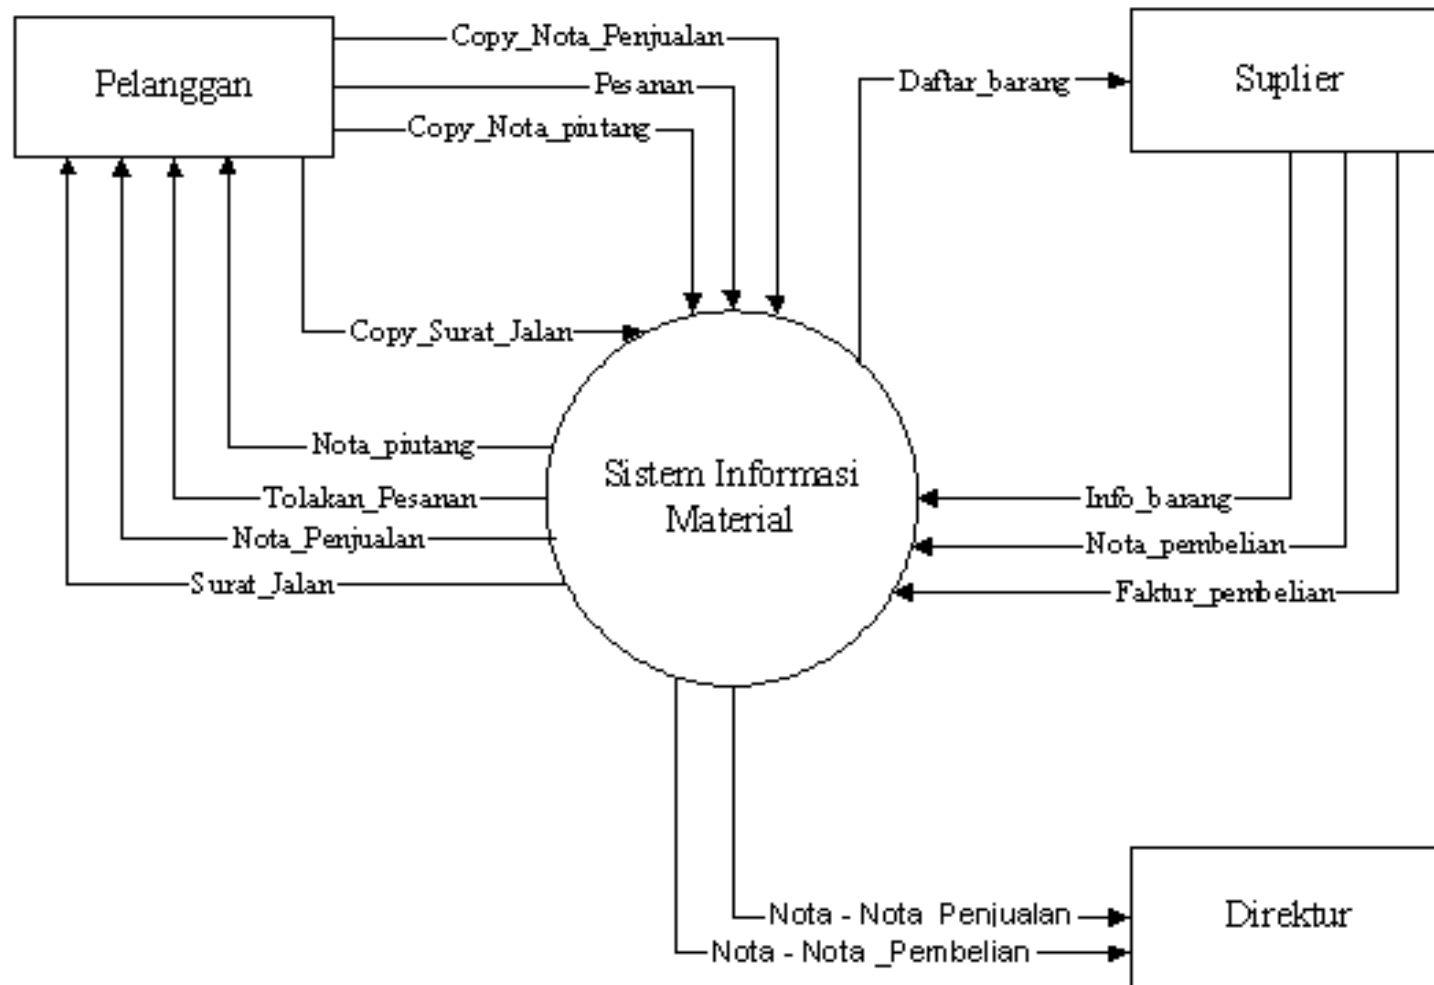 Copy_Nota_Penjualan
Pelanggan
Pesanan
Daftar_barang
Suplier
Copy_Nota_piutang
Copy_Surat_Jalan
Nota_piutang
Sistem Informasi
Material
Tolakan_Pesanan
Info_barang
Nota_Penjualan
Nota_pembelian
Surat_Jalan
Faktur_pembelian
Nota - Nota Penjualan
Direktur
Nota - Nota _Pembelian